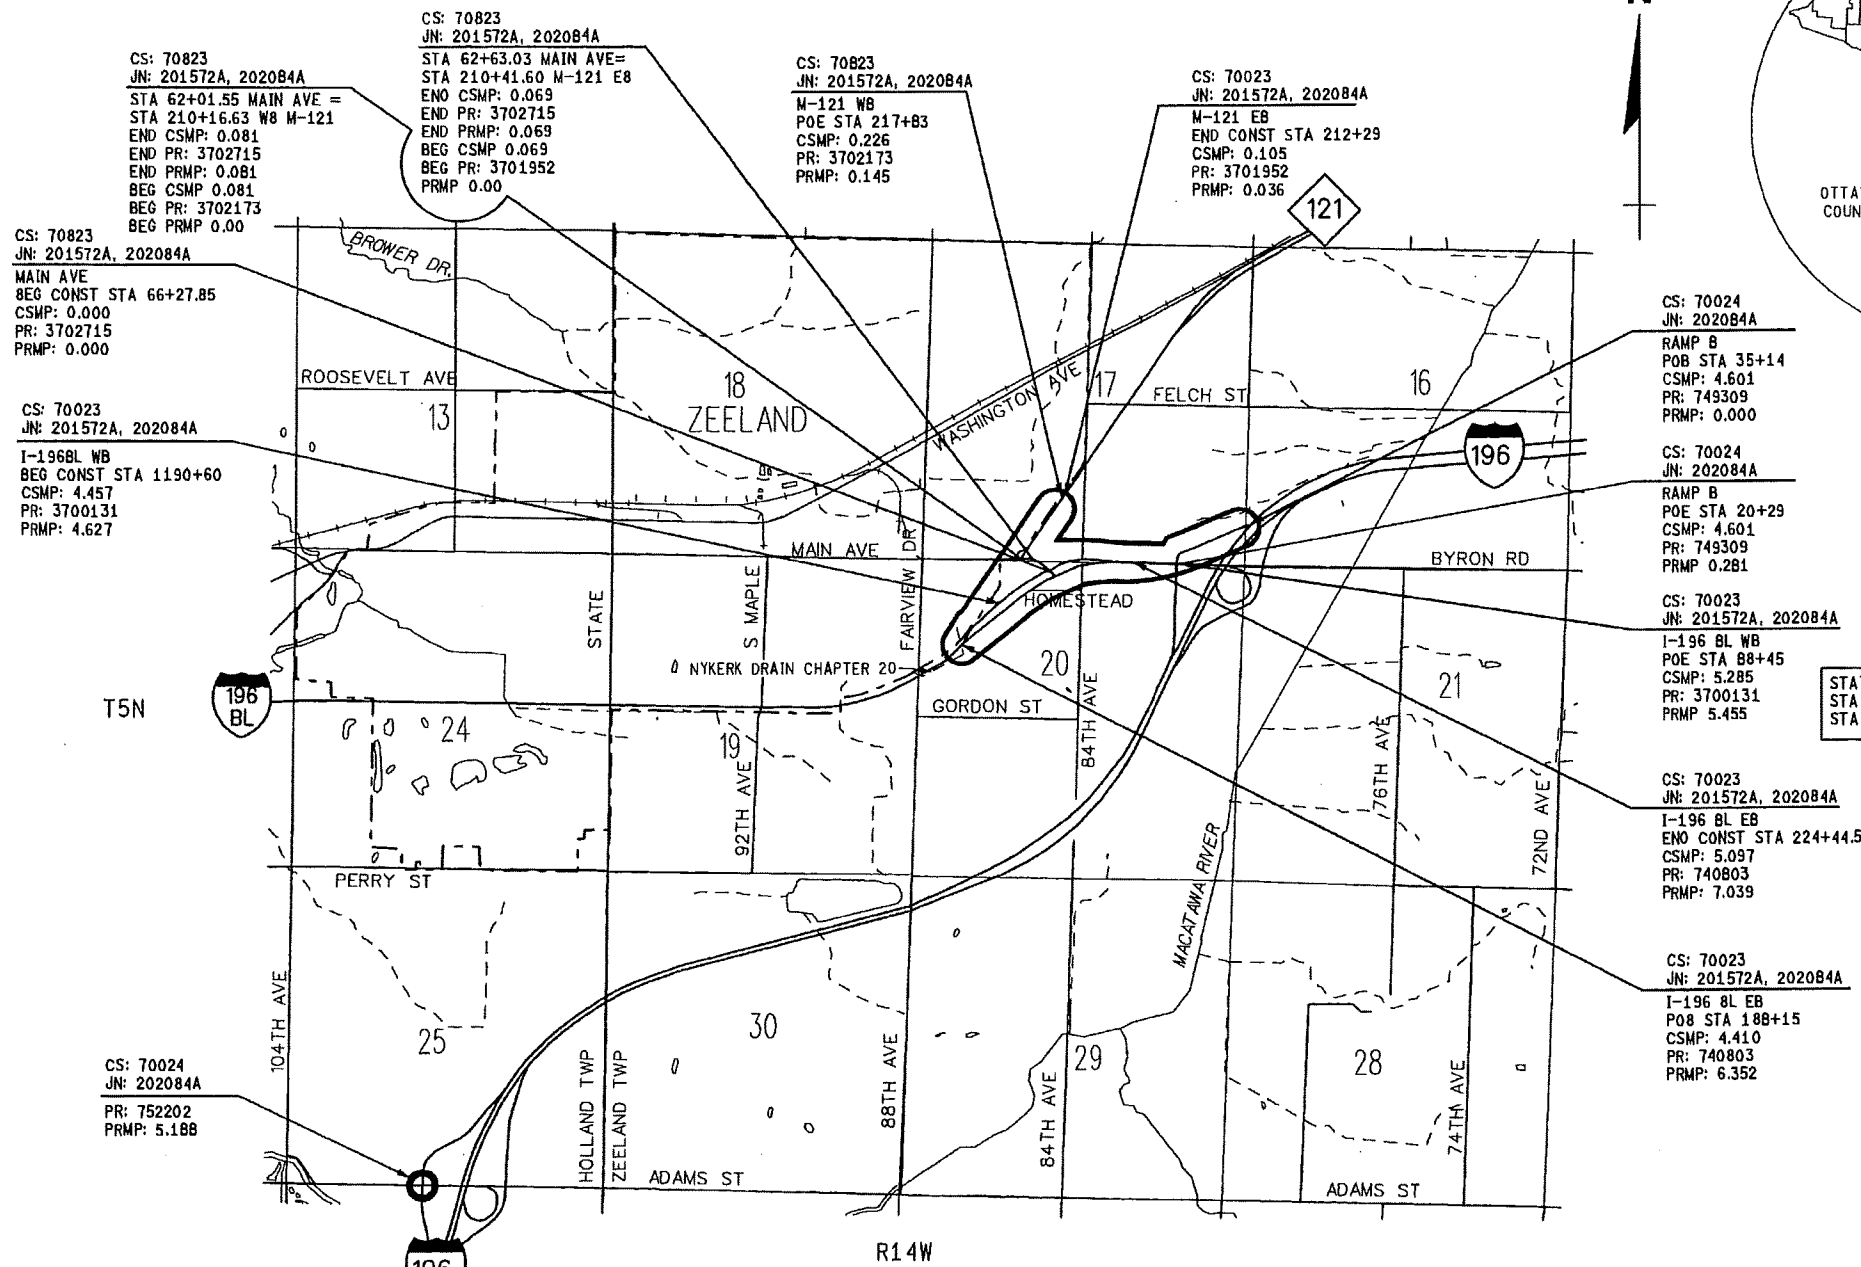 CS: 70823
JN: 201572A, 202084A
STA 62+01.55 MAIN AVE =
STA 210+16.63 W8 M-121
END CSMP: 0.081
END PR: 3702715
END PRMP: 0.081
BEG CSMP 0.081
BEG PR: 3702173
BEG PRMP 0.00
CS: 70823
JN: 201572A, 202084A
STA 62+63.03 MAIN AVE=
STA 210+41.60 M-121 E8
ENO CSMP: 0.069
END PR: 3702715
END PRMP: 0.069
BEG CSMP 0.069
BEG PR: 3701952
PRMP 0.00
CS: 70823
JN: 201572A, 202084A
M-121 WB
POE STA 217+83
CSMP: 0.226
PR: 3702173
PRMP: 0.145
CS: 70023
JN: 201572A, 202084A
M-121 EB
END CONST STA 212+29
CSMP: 0.105
PR: 3701952
PRMP: 0.036
121
N
OTTA
COUN
CS: 70823
JN: 201572A, 202084A
MAIN AVE
8EG CONST STA 66+27.85
CSMP: 0.000
PR: 3702715
PRMP: 0.000
CS: 70023
JN: 201572A, 202084A
I-196BL WB
BEG CONST STA 1190+60
CSMP: 4.457
PR: 3700131
PRMP: 4.627
CS: 70024
JN: 202084A
RAMP B
POB STA 35+14
CSMP: 4.601
PR: 749309
PRMP: 0.000
CS: 70024
JN: 202084A
RAMP B
POE STA 20+29
CSMP: 4.601
PR: 749309
PRMP 0.281
CS: 70023
JN: 201572A, 202084A
I-196 BL WB
POE STA 88+45
CSMP: 5.285
PR: 3700131
PRMP 5.455
STA
STA
STA
CS: 70023
JN: 201572A, 202084A
I-196 BL EB
ENO CONST STA 224+44.5
CSMP: 5.097
PR: 740803
PRMP: 7.039
CS: 70023
JN: 201572A, 202084A
I-196 8L EB
PO8 STA 188+15
CSMP: 4.410
PR: 740803
PRMP: 6.352
CS: 70024
JN: 202084A
PR: 752202
PRMP: 5.188
BROWER DR.
ROOSEVELT AVE
13
18
ZEELAND
WASHINGTON AVE
17
FELCH ST
16
196
MAIN AVE
BYRON RD
STATE
S MAPLE
FAIRVIEW DR
HOMESTEAD
NYKERK DRAIN CHAPTER 20
20
21
T5N
196
BL
24
19
GORDON ST
84TH AVE
76TH AVE
72ND AVE
92TH AVE
PERRY ST
MACATAWA RIVER
104TH AVE
25
30
29
28
HOLLAND TWP
ZEELAND TWP
88TH AVE
84TH AVE
74TH AVE
ADAMS ST
ADAMS ST
196
R14W